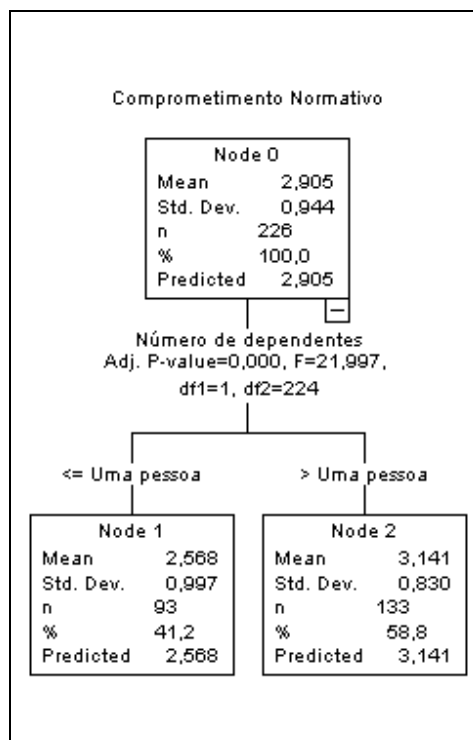 Comprometimento Normativo
Node 0
Mean 2,905
Std. Dev. 0,944
n 226
% 100,0
Predicted 2,905
Número de dependentes
Adj. P-value=0,000, F=21,997,
df1=1, df2=224
<= Uma pessoa
> Uma pessoa
Node 1
Mean 2,568
Std. Dev. 0,997
n 93
% 41,2
Predicted 2,568
Node 2
Mean 3,141
Std. Dev. 0,830
n 133
% 58,8
Predicted 3,141